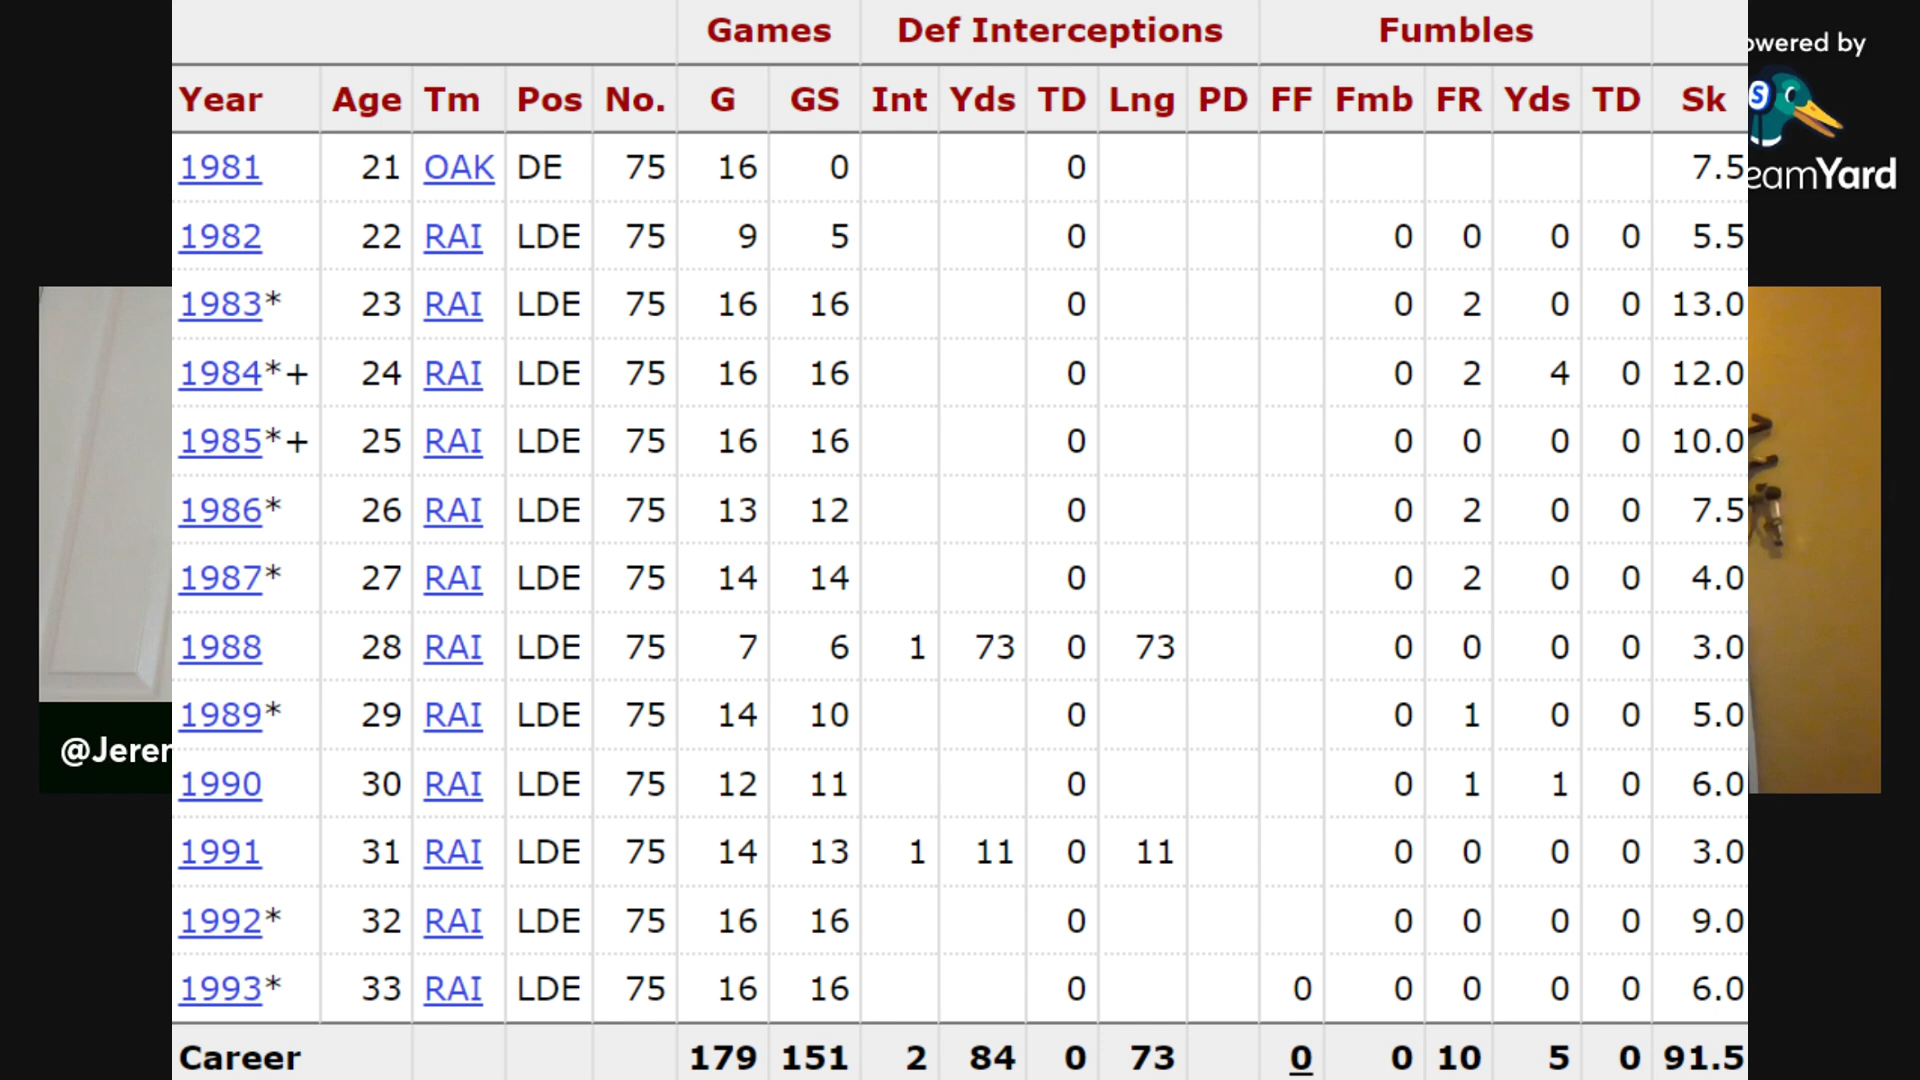 Games Def Interceptions Fumbles
Year Age Tm Pos No. G GS Int Yds TD Lng PD FF Fmb FR Yds TD Sk
1981 21 OAK DE 75 16 0 0 7.5
1982 22 RAI LDE 75 9 5 0 0 0 0 0 5.5
1983* 23 RAI LDE 75 16 16 0 0 2 0 0 13.0
1984*+ 24 RAI LDE 75 16 16 0 0 2 4 0 12.0
1985*+ 25 RAI LDE 75 16 16 0 0 0 0 0 10.0
1986* 26 RAI LDE 75 13 12 0 0 2 0 0 7.5
1987* 27 RAI LDE 75 14 14 0 0 2 0 0 4.0
1988 28 RAI LDE 75 7 6 1 73 0 73 0 0 0 0 3.0
1989* 29 RAI LDE 75 14 10 0 0 1 0 0 5.0
1990 30 RAI LDE 75 12 11 0 0 1 1 0 6.0
1991 31 RAI LDE 75 14 13 1 11 0 11 0 0 0 0 3.0
1992* 32 RAI LDE 75 16 16 0 0 0 0 0 9.0
1993* 33 RAI LDE 75 16 16 0 0 0 0 0 0 6.0
Career 179 151 2 84 0 73 0 0 10 5 0 91.5
owered by
S
eamYard
@Jerer